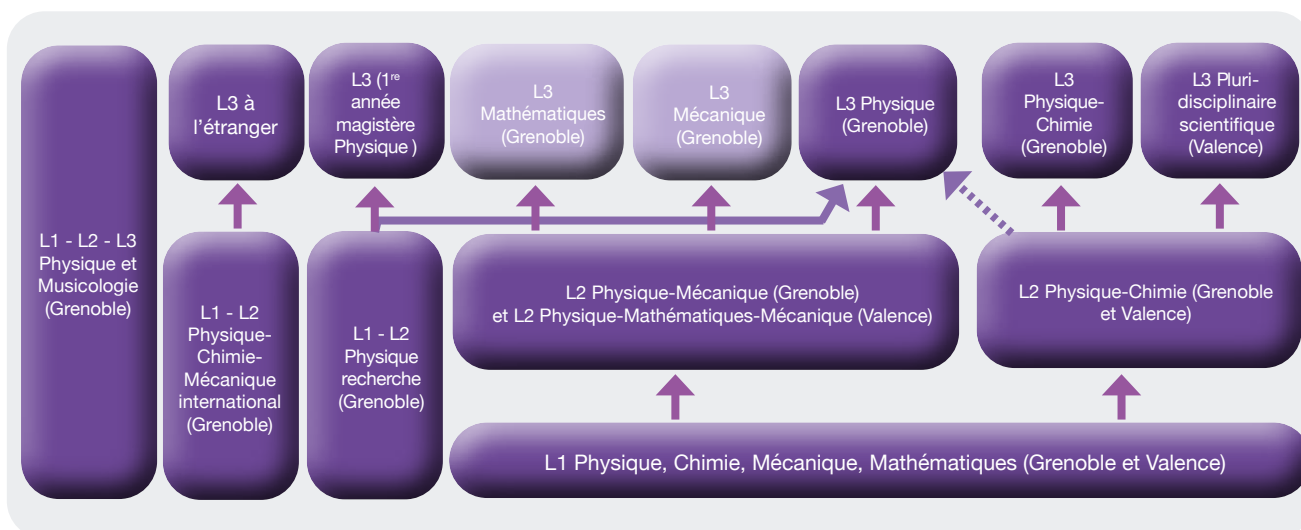 L1 - L2 - L3
Physique et
Musicologie
(Grenoble)
L3 à
l’étranger
L3 (1re
année
magistère
Physique )
L3
Mathématiques
(Grenoble)
L3
Mécanique
(Grenoble)
L3 Physique
(Grenoble)
L3
Physique-
Chimie
(Grenoble)
L3 Pluri-
disciplinaire
scientifique
(Valence)
L1 - L2
Physique-
Chimie-
Mécanique
international
(Grenoble)
L1 - L2
Physique
recherche
(Grenoble)
L2 Physique-Mécanique (Grenoble)
et L2 Physique-Mathématiques-Mécanique (Valence)
L2 Physique-Chimie (Grenoble
et Valence)
L1 Physique, Chimie, Mécanique, Mathématiques (Grenoble et Valence)